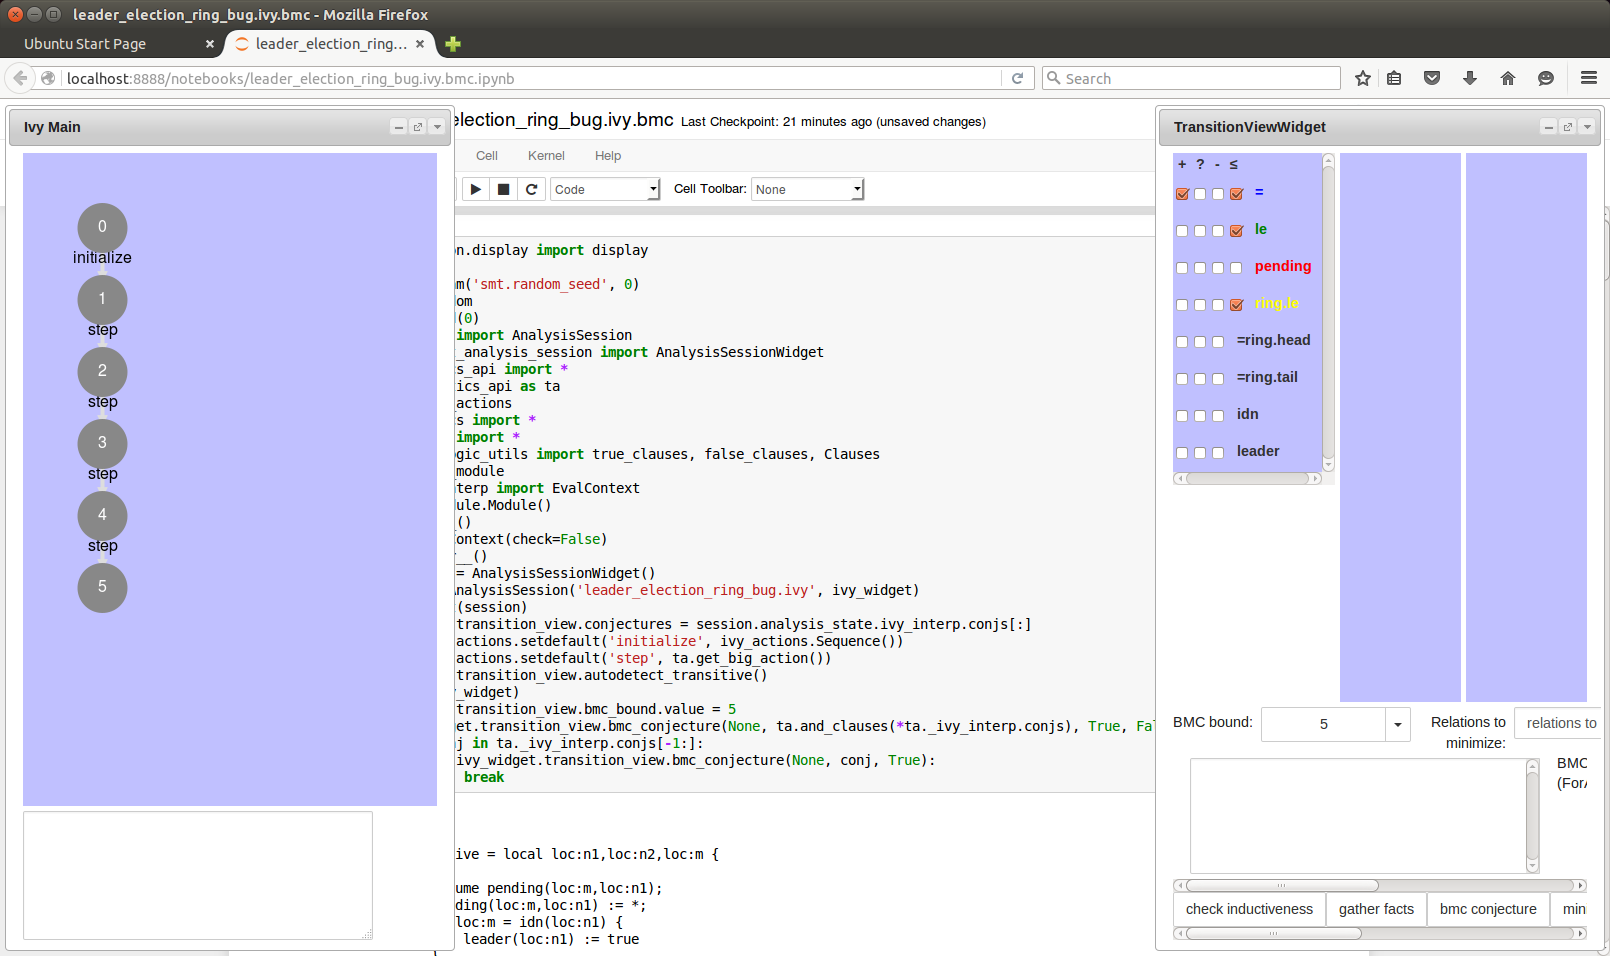 leader_election_ring_bug.ivy.bmc - Mozilla Firefox
Ubuntu Start Page
leader_election_ring...
localhost:8888/notebooks/leader_election_ring_bug.ivy.bmc.ipynb
Search
Ivy Main
0
initialize
1
step
2
step
3
step
4
step
5
election_ring_bug.ivy.bmc Last Checkpoint: 21 minutes ago (unsaved changes)
Cell Kernel Help
Code Cell Toolbar: None
n.display import display
m('smt.random_seed', 0)
dom
(0)
import AnalysisSession
_analysis_session import AnalysisSessionWidget
s_api import *
ics_api as ta
_actions
s import *
import *
ogic_utils import true_clauses, false_clauses, Clauses
module
nterp import EvalContext
ule.Module()
()
ontext(check=False)
__()
= AnalysisSessionWidget()
AnalysisSession('leader_election_ring_bug.ivy', ivy_widget)
(session)
transition_view.conjectures = session.analysis_state.ivy_interp.conjs[:]
actions.setdefault('initialize', ivy_actions.Sequence())
actions.setdefault('step', ta.get_big_action())
transition_view.autodetect_transitive()
_widget)
transition_view.bmc_bound.value = 5
get.transition_view.bmc_conjecture(None, ta.and_clauses(*ta._ivy_interp.conjs), True, Fal
j in ta._ivy_interp.conjs[-1:]:
ivy_widget.transition_view.bmc_conjecture(None, conj, True):
break
ive = local loc:n1,loc:n2,loc:m {
ume pending(loc:m,loc:n1);
ding(loc:m,loc:n1) := *;
loc:m = idn(loc:n1) {
leader(loc:n1) := true
TransitionViewWidget
+ ? - ≤
=
le
pending
ring.le
=ring.head
=ring.tail
idn
leader
BMC bound: 5 Relations to minimize: relations to
BMC
(ForA
check inductiveness gather facts bmc conjecture min